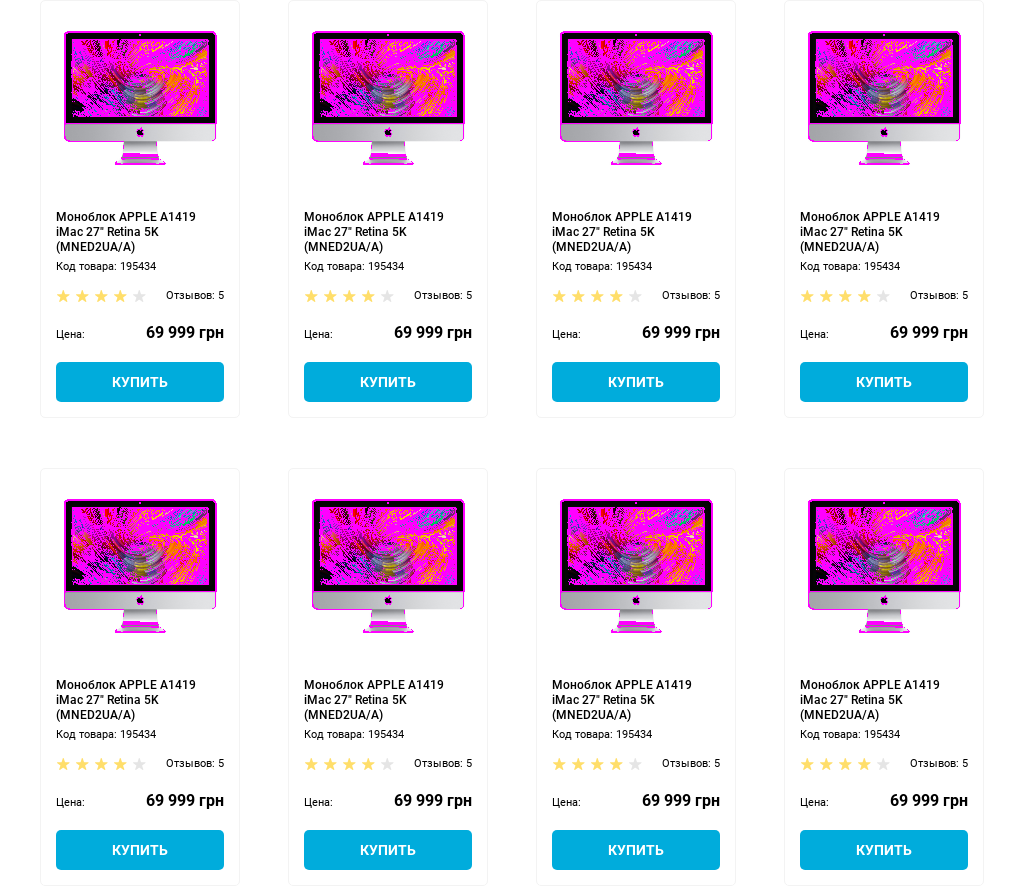 Моноблок APPLE A1419
iMac 27" Retina 5K
(MNED2UA/A)
Код товара: 195434
Отзывов: 5
Цена: 69 999 грн
КУПИТЬ
Моноблок APPLE A1419
iMac 27" Retina 5K
(MNED2UA/A)
Код товара: 195434
Отзывов: 5
Цена: 69 999 грн
КУПИТЬ
Моноблок APPLE A1419
iMac 27" Retina 5K
(MNED2UA/A)
Код товара: 195434
Отзывов: 5
Цена: 69 999 грн
КУПИТЬ
Моноблок APPLE A1419
iMac 27" Retina 5K
(MNED2UA/A)
Код товара: 195434
Отзывов: 5
Цена: 69 999 грн
КУПИТЬ
Моноблок APPLE A1419
iMac 27" Retina 5K
(MNED2UA/A)
Код товара: 195434
Отзывов: 5
Цена: 69 999 грн
КУПИТЬ
Моноблок APPLE A1419
iMac 27" Retina 5K
(MNED2UA/A)
Код товара: 195434
Отзывов: 5
Цена: 69 999 грн
КУПИТЬ
Моноблок APPLE A1419
iMac 27" Retina 5K
(MNED2UA/A)
Код товара: 195434
Отзывов: 5
Цена: 69 999 грн
КУПИТЬ
Моноблок APPLE A1419
iMac 27" Retina 5K
(MNED2UA/A)
Код товара: 195434
Отзывов: 5
Цена: 69 999 грн
КУПИТЬ